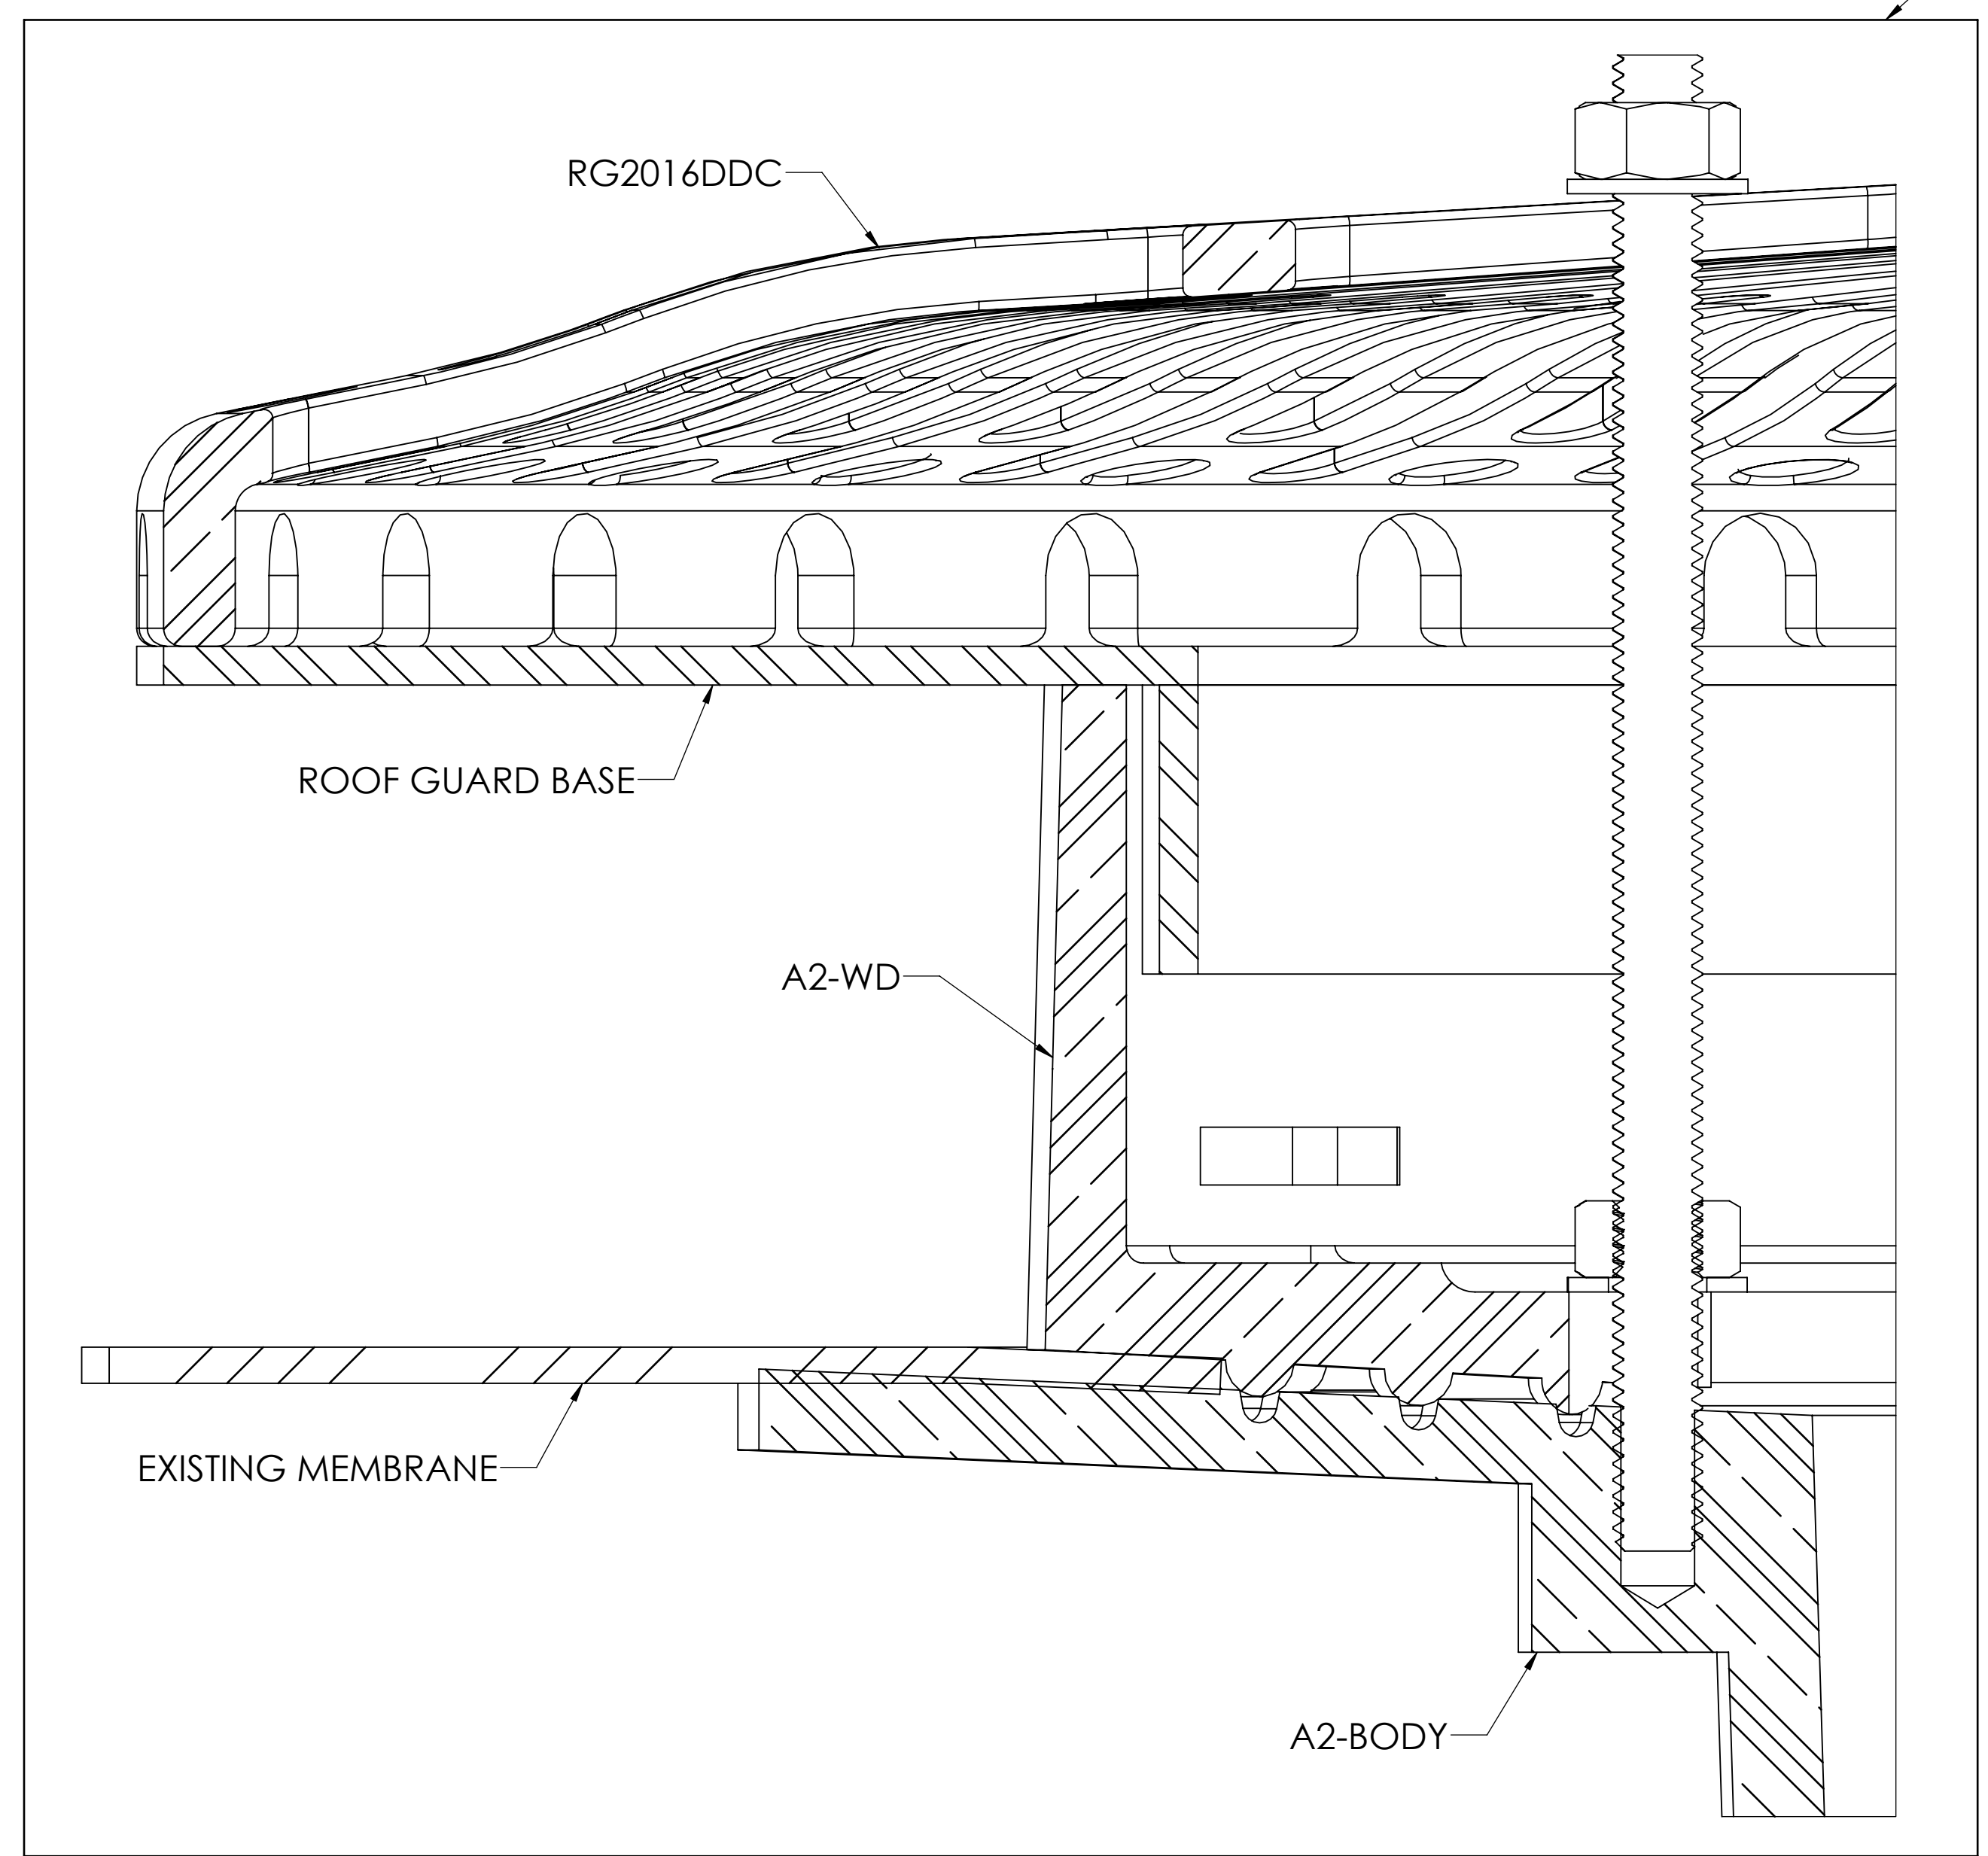 RG2016DDC
ROOF GUARD BASE
A2-WD
EXISTING MEMBRANE
A2-BODY